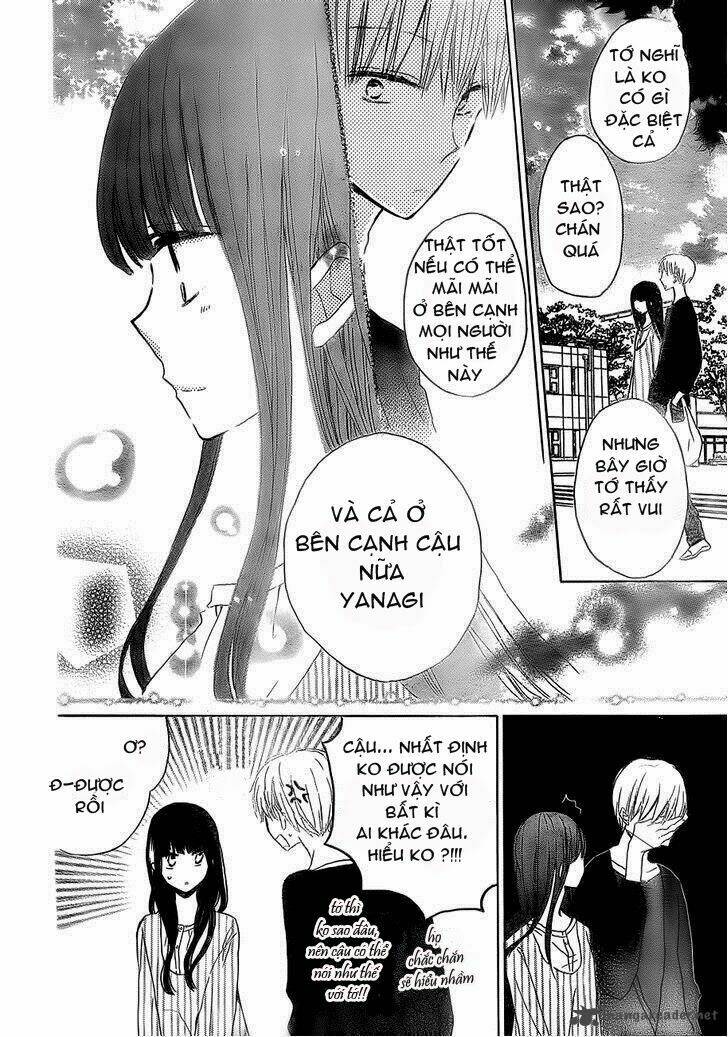 TỚ NGHĨ
LÀ KO
CÓ GÌ
ĐẶC BIỆT
CẢ
THẬT
SAO?
CHÁN
QUÁ
NHƯNG
BÂY GIỜ
TỚ THẤY
RẤT VUI
THẬT TỐT
NẾU CÓ THỂ
MÃI MÃI
Ở BÊN CẠNH
MỌI NGƯỜI
NHƯ THẾ
NÀY
VÀ CẢ Ở
BÊN CẠNH CẬU
NỮA
YANAGI
CẬU... NHẤT ĐỊNH
KO ĐƯỢC NÓI
NHƯ VẬY VỚI
BẤT KÌ
AI KHÁC ĐÂU.
HIỂU KO ?!!!
họ
chắc chắn
sẽ hiểu nhầm
tớ thì
ko sao đâu,
nên cậu có thể
nói như thế
với tớ!!
Ơ?
Đ-ĐƯỢC
RỒI
mangareader.net